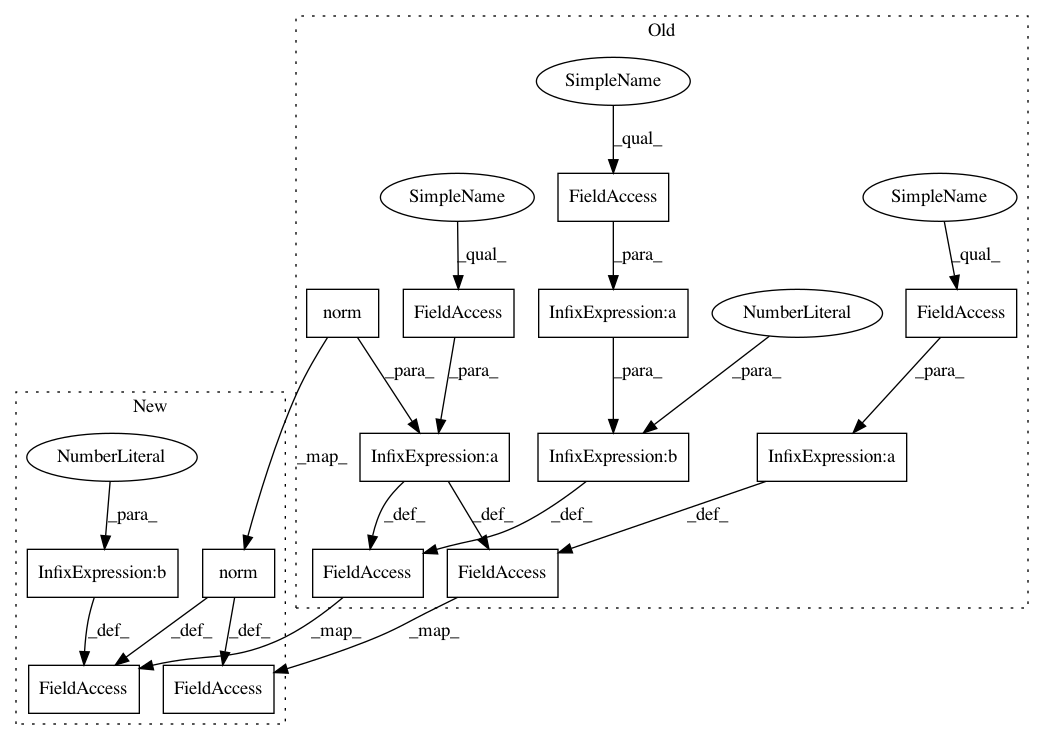 Old
SimpleName
_qual_
SimpleName
FieldAccess
SimpleName
_qual_
_para_
_qual_
norm
FieldAccess
InfixExpression:a
NumberLiteral
FieldAccess
_para_
_para_
_para_
_para_
_para_
New
NumberLiteral
_map_
InfixExpression:a
InfixExpression:b
InfixExpression:a
_para_
_def_
_def_
_def_
_def_
InfixExpression:b
norm
FieldAccess
FieldAccess
_def_
_def_
_def_
_map_
_map_
FieldAccess
FieldAccess